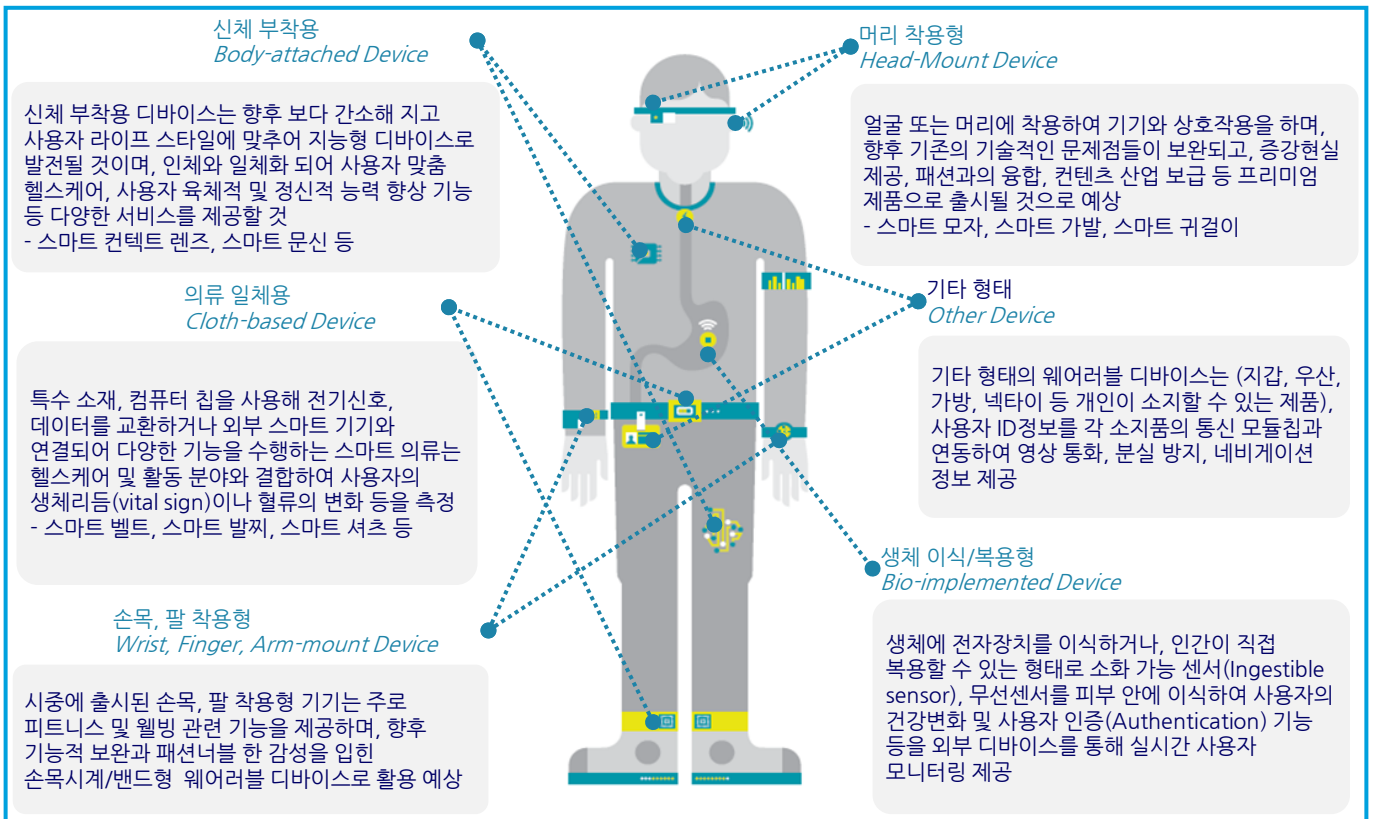 신체 부착용
Body-attached Device
신체 부착용 디바이스는 향후 보다 간소해 지고
사용자 라이프 스타일에 맞추어 지능형 디바이스로
발전될 것이며, 인체와 일체화 되어 사용자 맞춤
헬스케어, 사용자 육체적 및 정신적 능력 향상 기능
등 다양한 서비스를 제공할 것
- 스마트 컨텍트 렌즈, 스마트 문신 등
의류 일체용
Cloth-based Device
특수 소재, 컴퓨터 칩을 사용해 전기신호,
데이터를 교환하거나 외부 스마트 기기와
연결되어 다양한 기능을 수행하는 스마트 의류는
헬스케어 및 활동 분야와 결합하여 사용자의
생체리듬(vital sign)이나 혈류의 변화 등을 측정
- 스마트 벨트, 스마트 발찌, 스마트 셔츠 등
손목, 팔 착용형
Wrist, Finger, Arm-mount Device
시중에 출시된 손목, 팔 착용형 기기는 주로
피트니스 및 웰빙 관련 기능을 제공하며, 향후
기능적 보완과 패션너블 한 감성을 입힌
손목시계/밴드형 웨어러블 디바이스로 활용 예상
머리 착용형
Head-Mount Device
얼굴 또는 머리에 착용하여 기기와 상호작용을 하며,
향후 기존의 기술적인 문제점들이 보완되고, 증강현실
제공, 패션과의 융합, 컨텐츠 산업 보급 등 프리미엄
제품으로 출시될 것으로 예상
- 스마트 모자, 스마트 가발, 스마트 귀걸이
기타 형태
Other Device
기타 형태의 웨어러블 디바이스는 (지갑, 우산,
가방, 넥타이 등 개인이 소지할 수 있는 제품),
사용자 ID정보를 각 소지품의 통신 모듈칩과
연동하여 영상 통화, 분실 방지, 네비게이션
정보 제공
생체 이식/복용형
Bio-implemented Device
생체에 전자장치를 이식하거나, 인간이 직접
복용할 수 있는 형태로 소화 가능 센서(Ingestible
sensor), 무선센서를 피부 안에 이식하여 사용자의
건강변화 및 사용자 인증(Authentication) 기능
등을 외부 디바이스를 통해 실시간 사용자
모니터링 제공